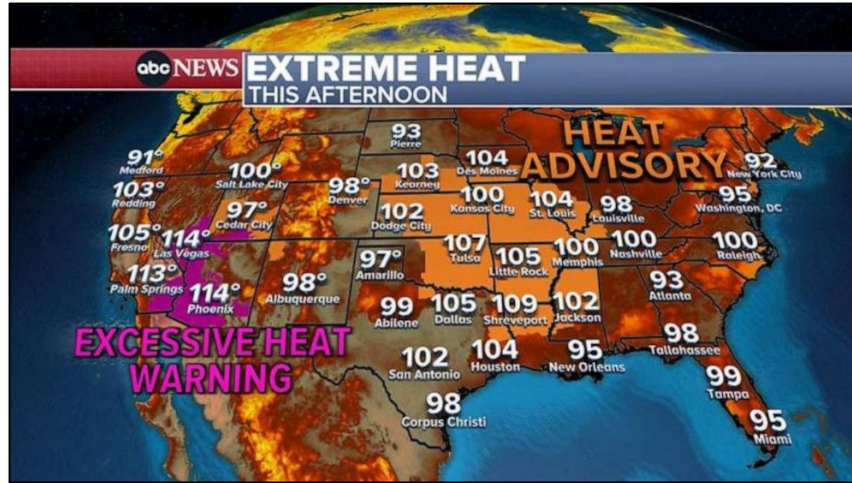 abc NEWS
EXTREME HEAT
THIS AFTERNOON
HEAT
ADVISORY
93
Pierre
91°
Medford
100°
Salt Lake City
98°
Denver
103
Kearney
104
Des Moines
92
New York City
103°
Redding
97°
Cedar City
102
Dodge City
100
Kansas City
104
St. Louis
98
Louisville
95
Washington, DC
105°
Fresno
114°
Las Vegas
97°
Amarillo
107
Tulsa
105
Little Rock
100
Memphis
100
Nashville
100
Raleigh
113°
Palm Springs
114°
Phoenix
98°
Albuquerque
99
Abilene
105
Dallas
109
Shreveport
102
Jackson
93
Atlanta
EXCESSIVE HEAT
WARNING
102
San Antonio
104
Houston
95
New Orleans
98
Tallahassee
98
Corpus Christi
99
Tampa
95
Miami